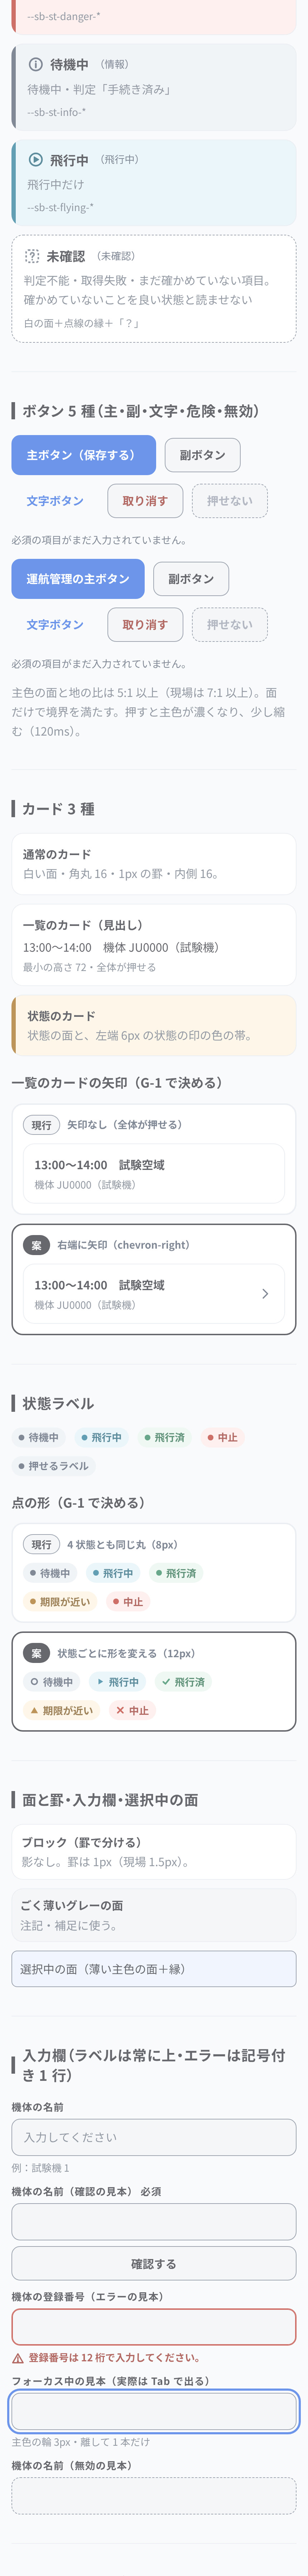 --sb-st-danger-*
待機中 （情報）
待機中・判定「手続き済み」
--sb-st-info-*
飛行中 （飛行中）
飛行中だけ
--sb-st-flying-*
未確認 （未確認）
判定不能・取得失敗・まだ確かめていない項目。
確かめていないことを良い状態と読ませない
白の面＋点線の縁＋「？」
ボタン 5 種（主・副・文字・危険・無効）
主ボタン（保存する） 副ボタン
文字ボタン 取り消す 押せない
必須の項目がまだ入力されていません。
運航管理の主ボタン 副ボタン
文字ボタン 取り消す 押せない
必須の項目がまだ入力されていません。
主色の面と地の比は 5:1 以上（現場は 7:1 以上）。面
だけで境界を満たす。押すと主色が濃くなり、少し縮
む（120ms）。
カード 3 種
通常のカード
白い面・角丸 16・1px の罫・内側 16。
一覧のカード（見出し）
13:00〜14:00 機体 JU0000（試験機）
最小の高さ 72・全体が押せる
状態のカード
状態の面と、左端 6px の状態の印の色の帯。
一覧のカードの矢印（G-1 で決める）
現行 矢印なし（全体が押せる）
13:00〜14:00 試験空域
機体 JU0000（試験機）
案 右端に矢印（chevron-right）
13:00〜14:00 試験空域
機体 JU0000（試験機）
状態ラベル
待機中 飛行中 飛行済 中止
押せるラベル
点の形（G-1 で決める）
現行 4 状態とも同じ丸（8px）
待機中 飛行中 飛行済
期限が近い 中止
案 状態ごとに形を変える（12px）
待機中 飛行中 飛行済
期限が近い 中止
面と罫・入力欄・選択中の面
ブロック（罫で分ける）
影なし。罫は 1px（現場 1.5px）。
ごく薄いグレーの面
注記・補足に使う。
選択中の面（薄い主色の面＋縁）
入力欄（ラベルは常に上・エラーは記号付
き 1 行）
機体の名前
入力してください
例：試験機 1
機体の名前（確認の見本） 必須
確認する
機体の登録番号（エラーの見本）
登録番号は 12 桁で入力してください。
フォーカス中の見本（実際は Tab で出る）
主色の輪 3px・離して 1 本だけ
機体の名前（無効の見本）